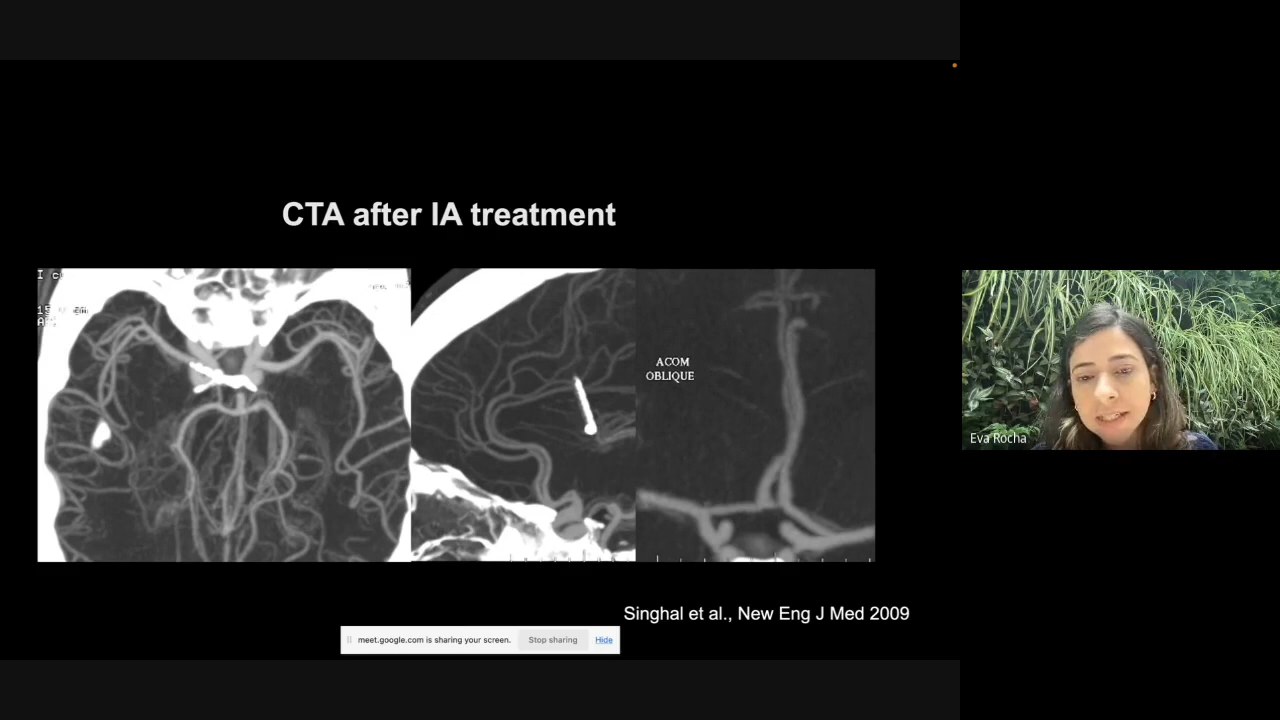 CTA after IA treatment
ACOM
OBLIQUE
Eva Rocha
Singhal et al., New Eng J Med 2009
meet.google.com is sharing your screen. Stop sharing Hide